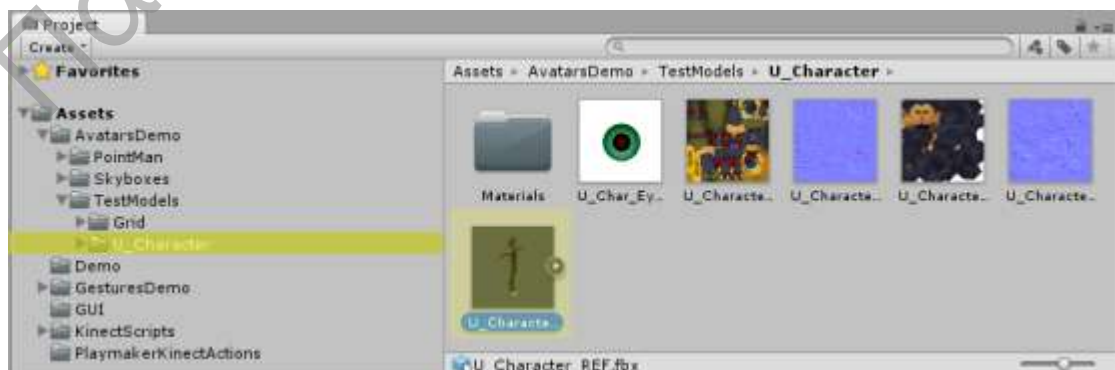 Project
Create
Favorites
Assets
AvatarsDemo
PointMan
Skyboxes
TestModels
Grid
U_Character
Demo
GesturesDemo
GUI
KinectScripts
PlaymakerKinectActions
Assets ▸ AvatarsDemo ▸ TestModels ▸ U_Character ▸
Materials U_Char_Ey... U_Characte... U_Characte... U_Characte... U_Characte...
U_Characte...
U_Character_REF.fbx